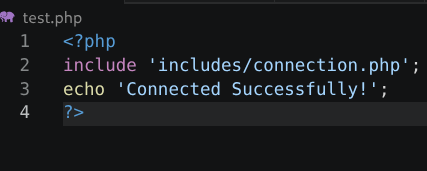 test.php
1 <?php
2 include 'includes/connection.php';
3 echo 'Connected Successfully!';
4 ?>